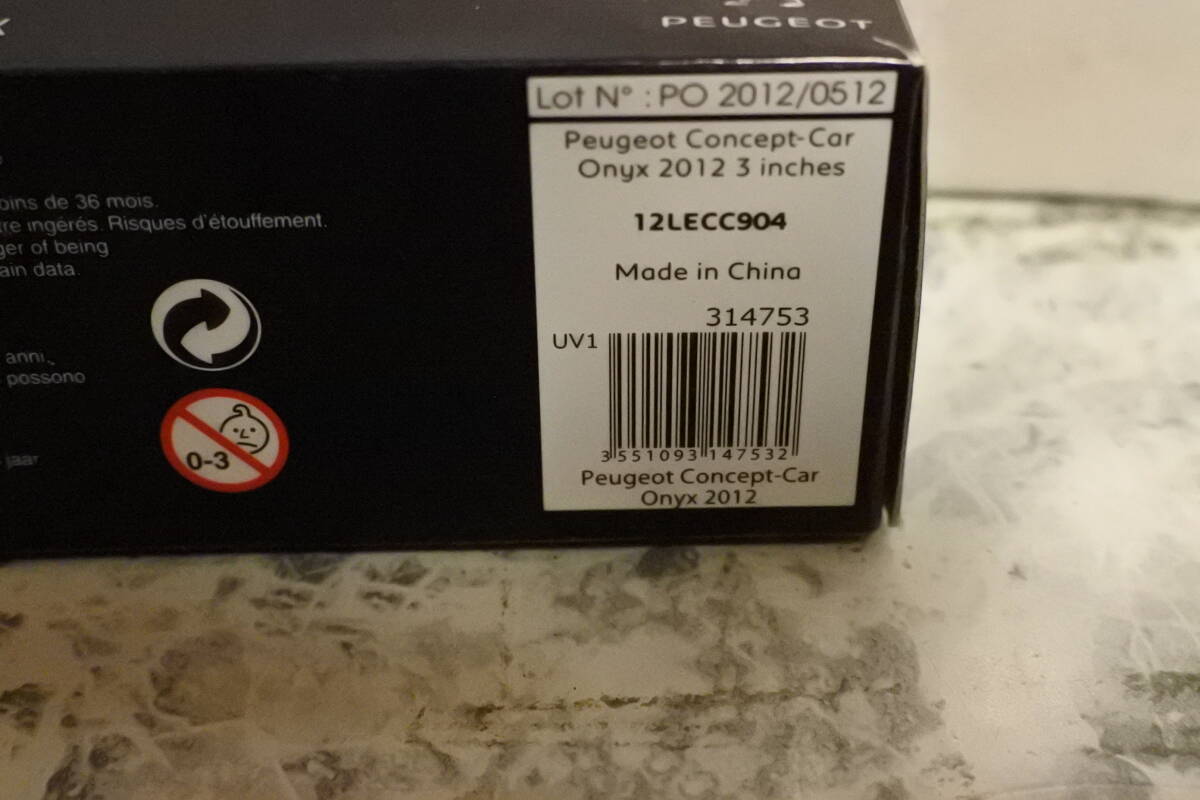 PEUGEOT
Lot N° : PO 2012/0512
Peugeot Concept-Car
Onyx 2012 3 inches
12LECC904
Made in China
314753
UV1
3 551093 147532
Peugeot Concept-Car
Onyx 2012
oins de 36 mois.
tre ingérés. Risques d'étouffement.
ger of being
ain data.
anni.
possono
jaar
0-3